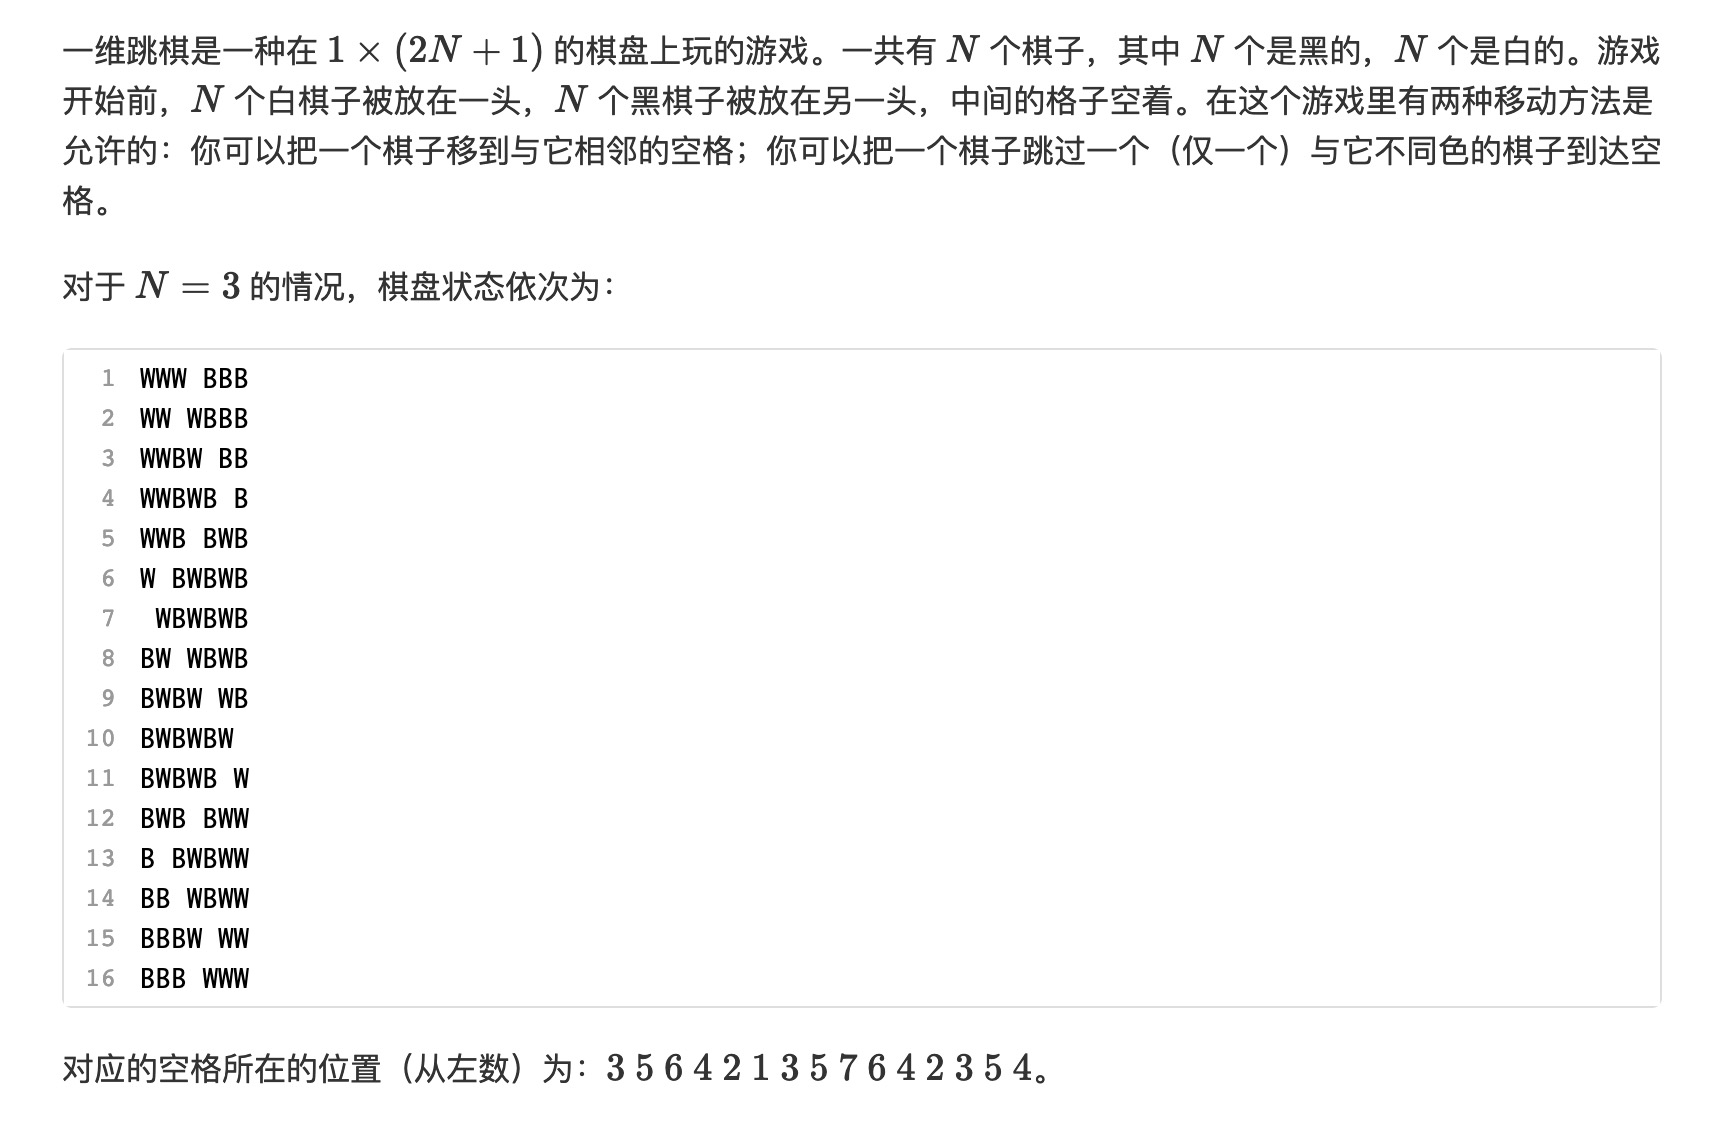 一维跳棋是一种在 1 × (2N + 1) 的棋盘上玩的游戏。一共有 N 个棋子，其中 N 个是黑的，N 个是白的。游戏
开始前，N 个白棋子被放在一头，N 个黑棋子被放在另一头，中间的格子空着。在这个游戏里有两种移动方法是
允许的：你可以把一个棋子移到与它相邻的空格；你可以把一个棋子跳过一个（仅一个）与它不同色的棋子到达空
格。
对于 N = 3 的情况，棋盘状态依次为：
1 WWW BBB
2 WW WBBB
3 WWBW BB
4 WWBWB B
5 WWB BWB
6 W BWBWB
7  WBWBWB
8 BW WBWB
9 BWBW WB
10 BWBWBW
11 BWBWB W
12 BWB BWW
13 B BWBWW
14 BB WBWW
15 BBBW WW
16 BBB WWW
对应的空格所在的位置（从左数）为：3 5 6 4 2 1 3 5 7 6 4 2 3 5 4。